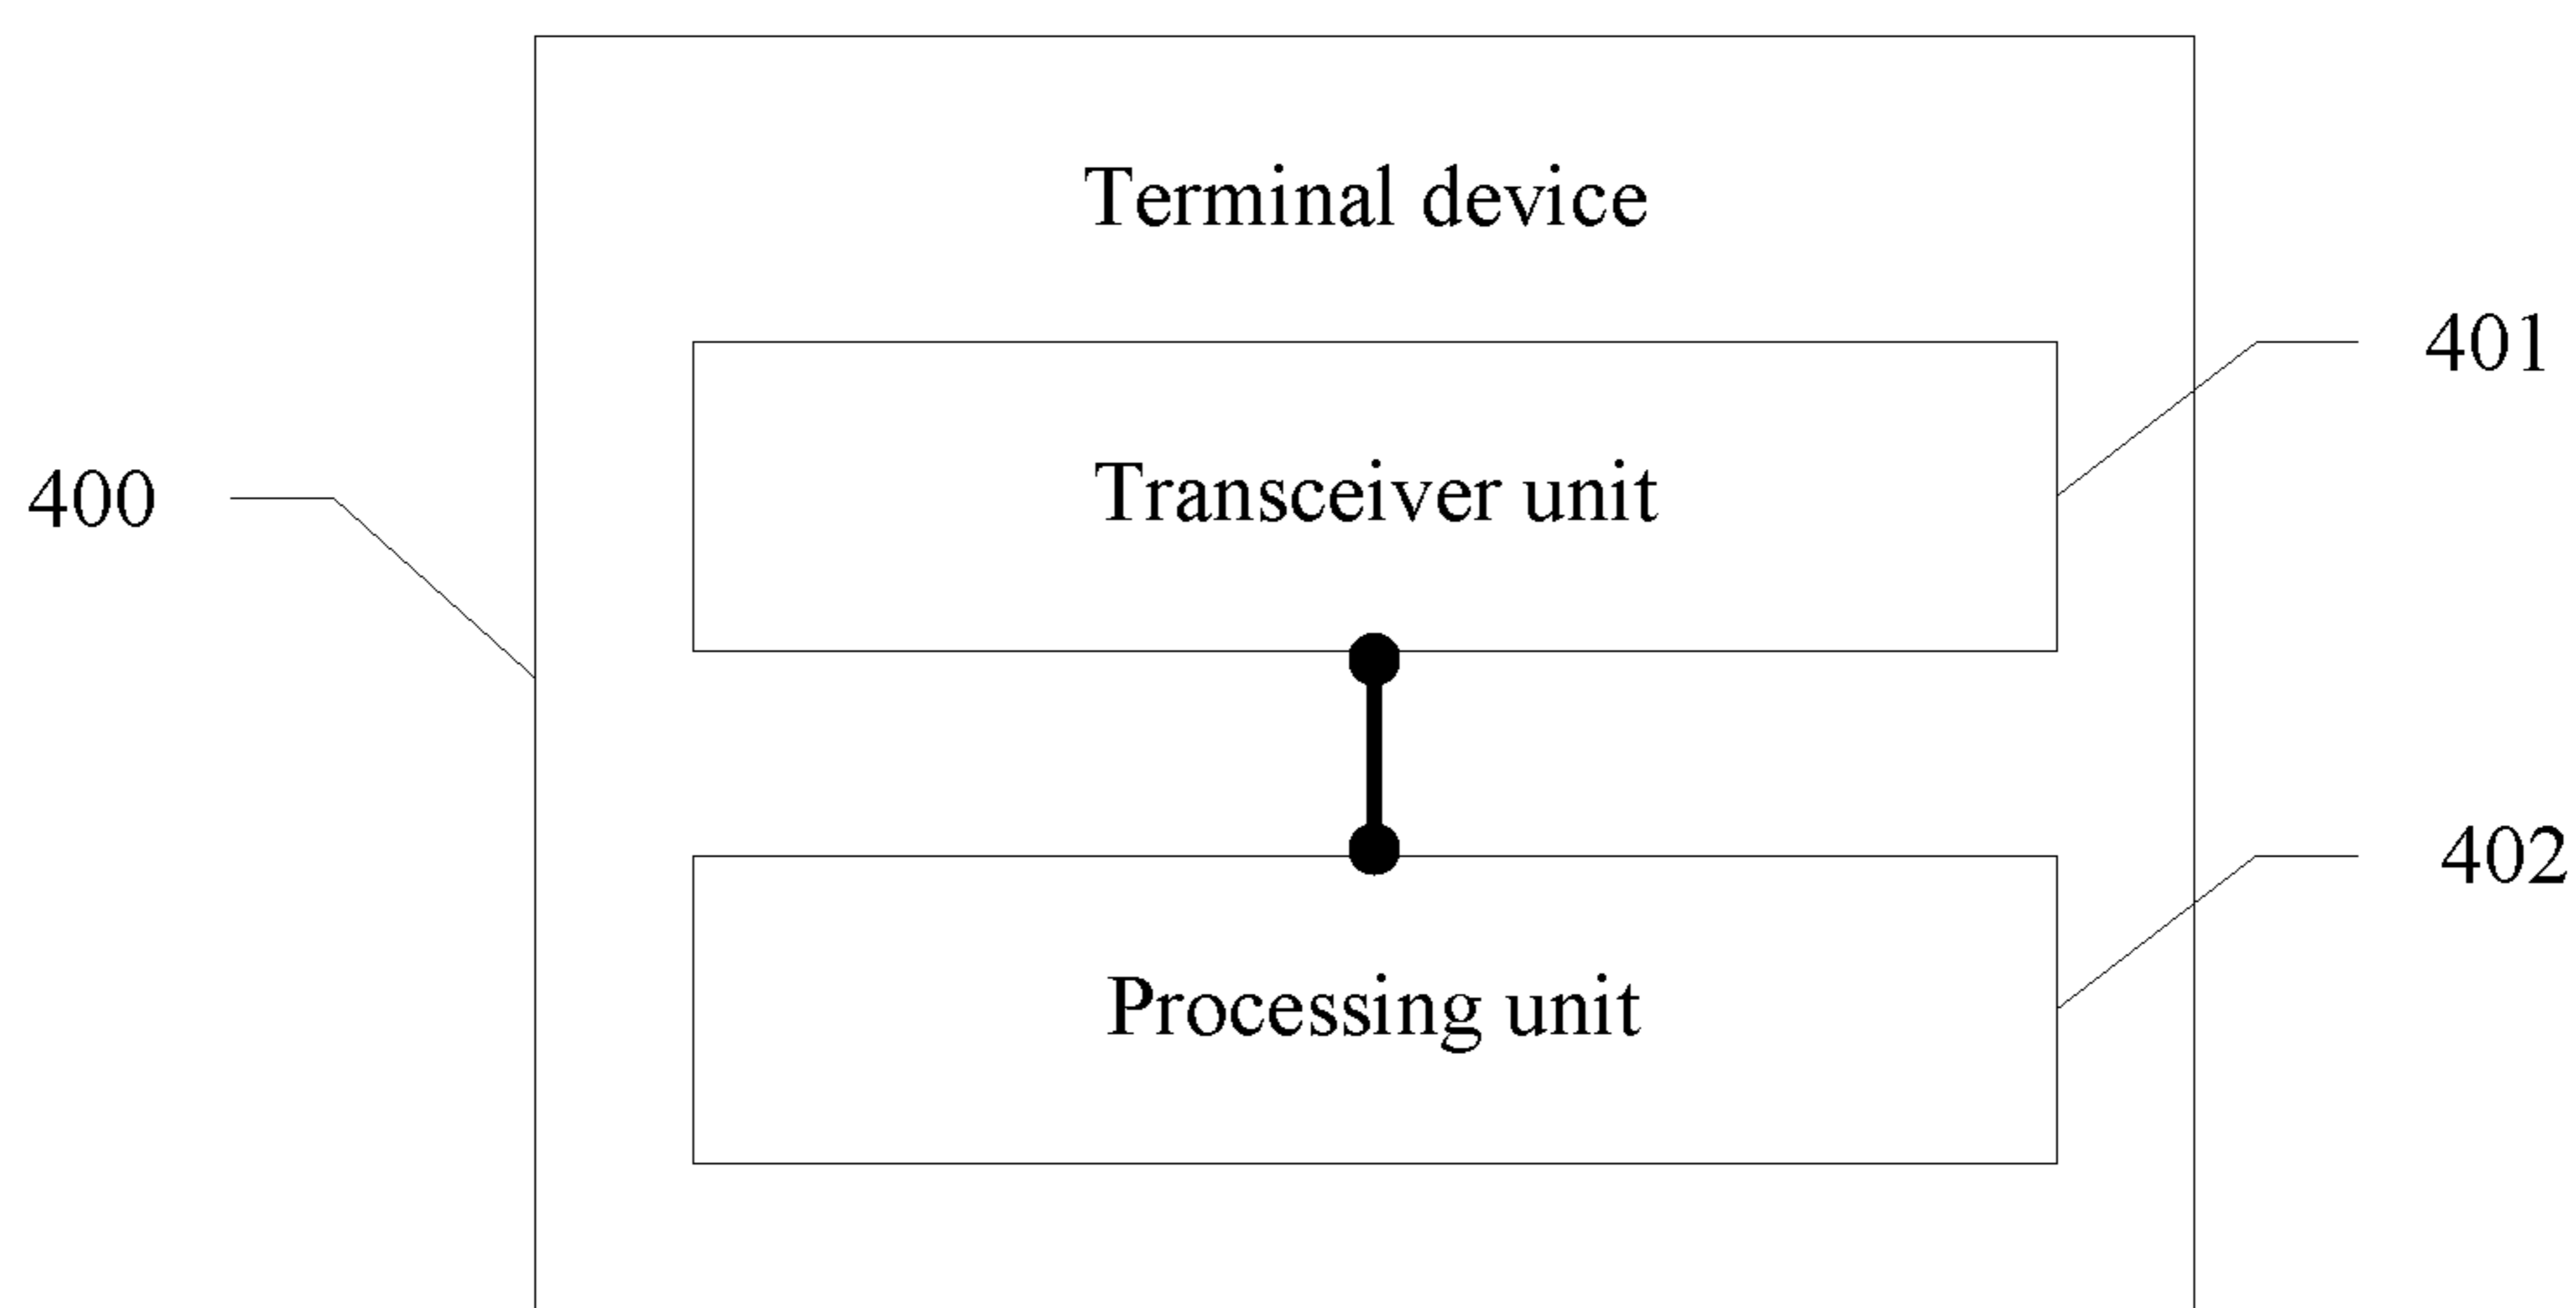 Terminal device
401
400
Transceiver unit
402
Processing unit